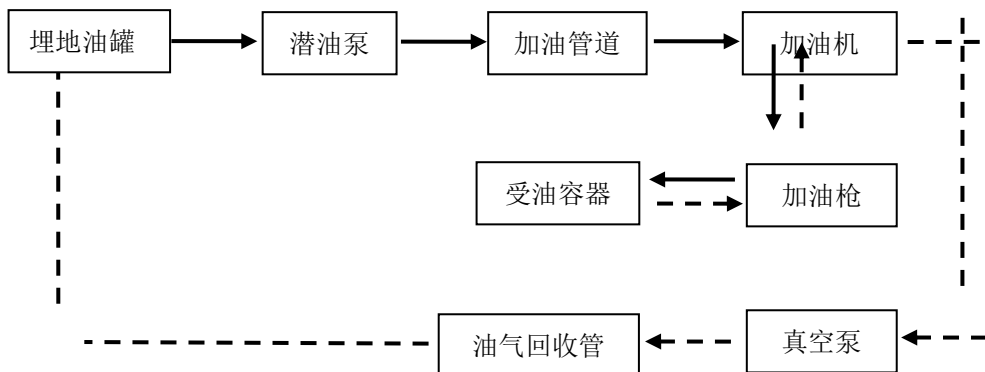 埋地油罐
潜油泵
加油管道
加油机
受油容器
加油枪
油气回收管
真空泵